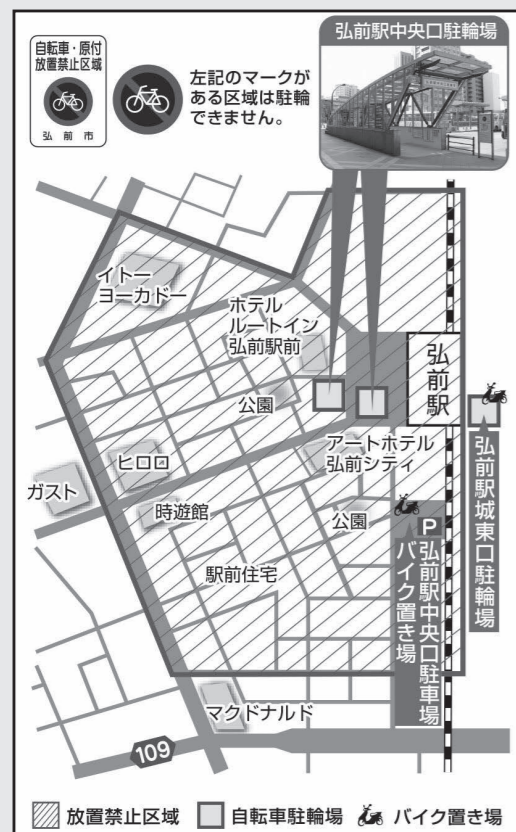 自転車・原付
放置禁止区域
弘前市
左記のマークが
ある区域は駐輪
できません。
弘前駅中央口駐輪場
イトー
ヨーカドー
ホテル
ルートイン
弘前駅前
公園
弘前駅
ヒロロ
アートホテル
弘前シティ
ガスト
時遊館
公園
駅前住宅
P
弘前駅中央口駐車場
バイク置き場
弘前駅城東口駐輪場
マクドナルド
109
放置禁止区域
自転車駐輪場
バイク置き場